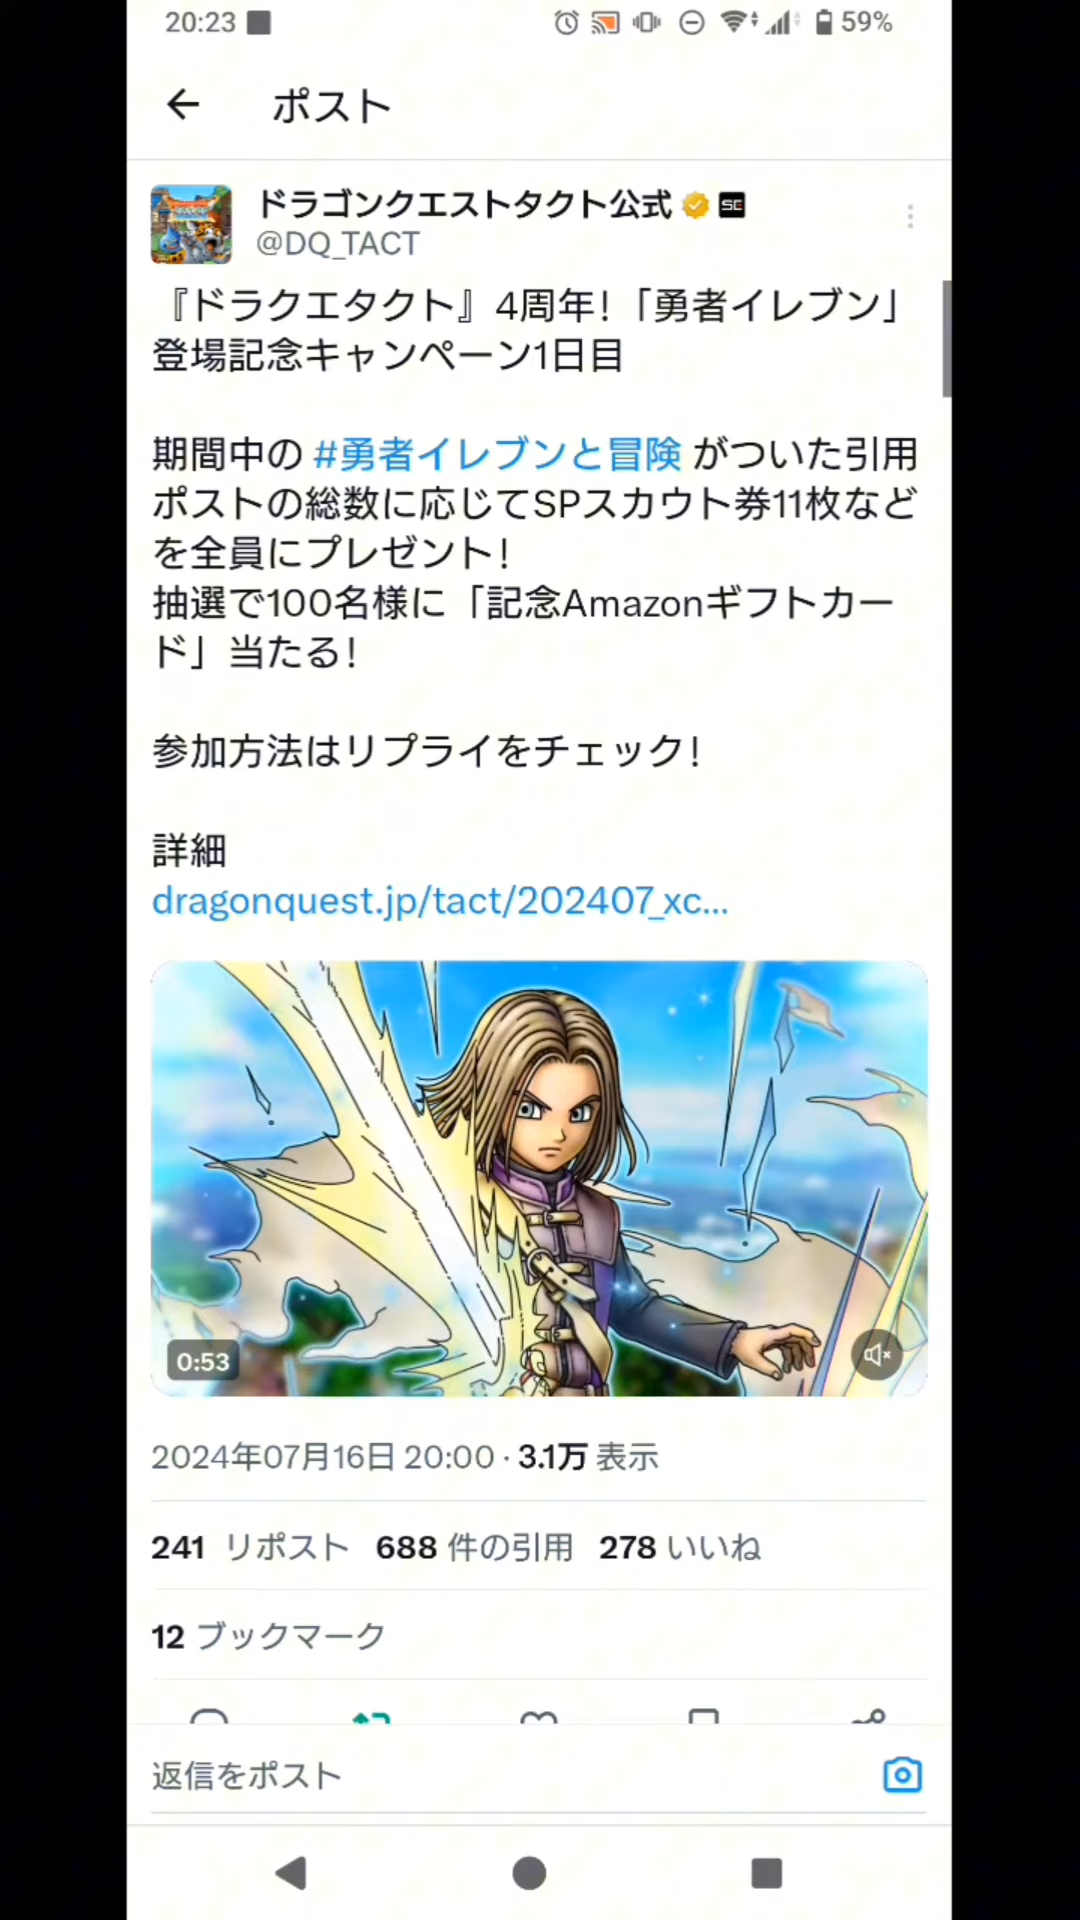 20:23
59%
ポスト
ドラゴンクエストタクト公式
@DQ_TACT
『ドラクエタクト』4周年！「勇者イレブン」
登場記念キャンペーン1日目
期間中の #勇者イレブンと冒険 がついた引用
ポストの総数に応じてSPスカウト券11枚など
を全員にプレゼント！
抽選で100名様に「記念Amazonギフトカー
ド」当たる！
参加方法はリプライをチェック！
詳細
dragonquest.jp/tact/202407_xc...
0:53
2024年07月16日 20:00 · 3.1万 表示
241 リポスト 688 件の引用 278 いいね
12 ブックマーク
返信をポスト